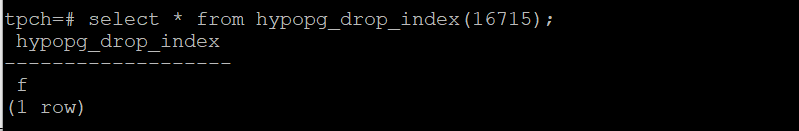 tpch=# select * from hypopg_drop_index(16715);
 hypopg_drop_index
-------------------
 f
(1 row)